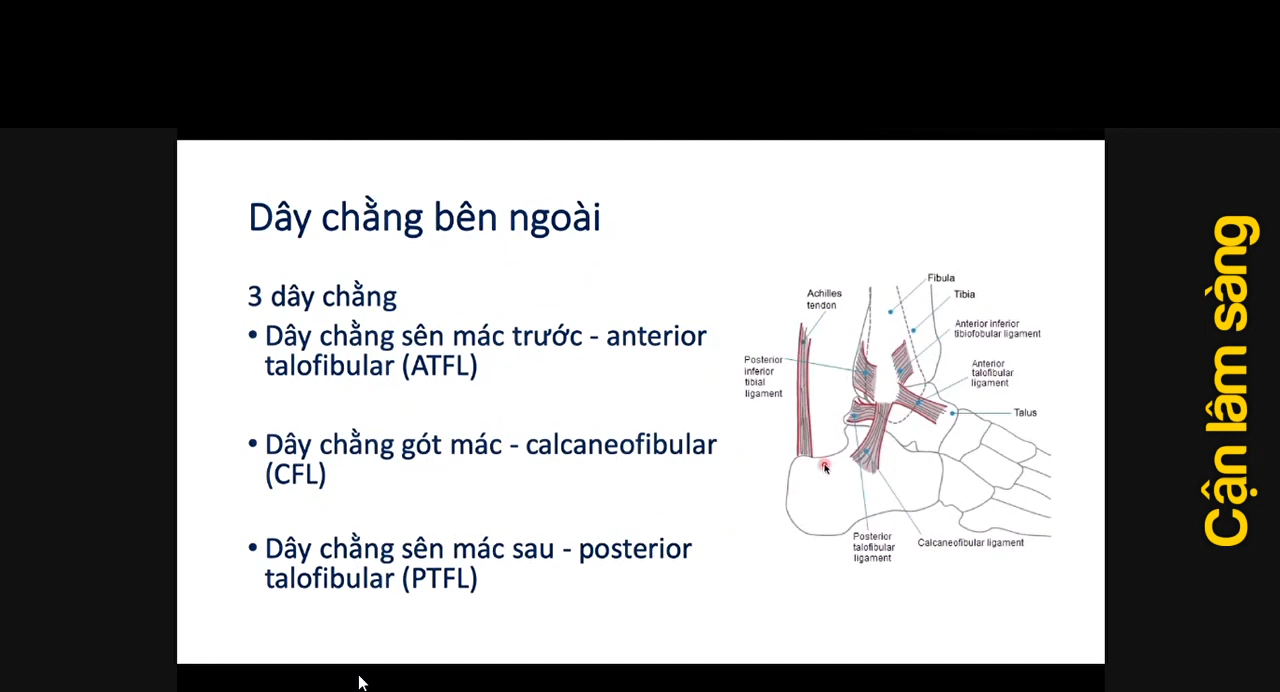 Dây chằng bên ngoài
3 dây chằng
• Dây chằng sên mác trước - anterior
talofibular (ATFL)
• Dây chằng gót mác - calcaneofibular
(CFL)
• Dây chằng sên mác sau - posterior
talofibular (PTFL)
Fibula
Achilles
tendon
Tibia
Anterior inferior
tibiofobular ligament
Posterior
inferior
tibial
ligament
Anterior
talofibular
ligament
Talus
Posterior
talofibular
ligament
Calcaneofibular ligament
Cận lâm sàng